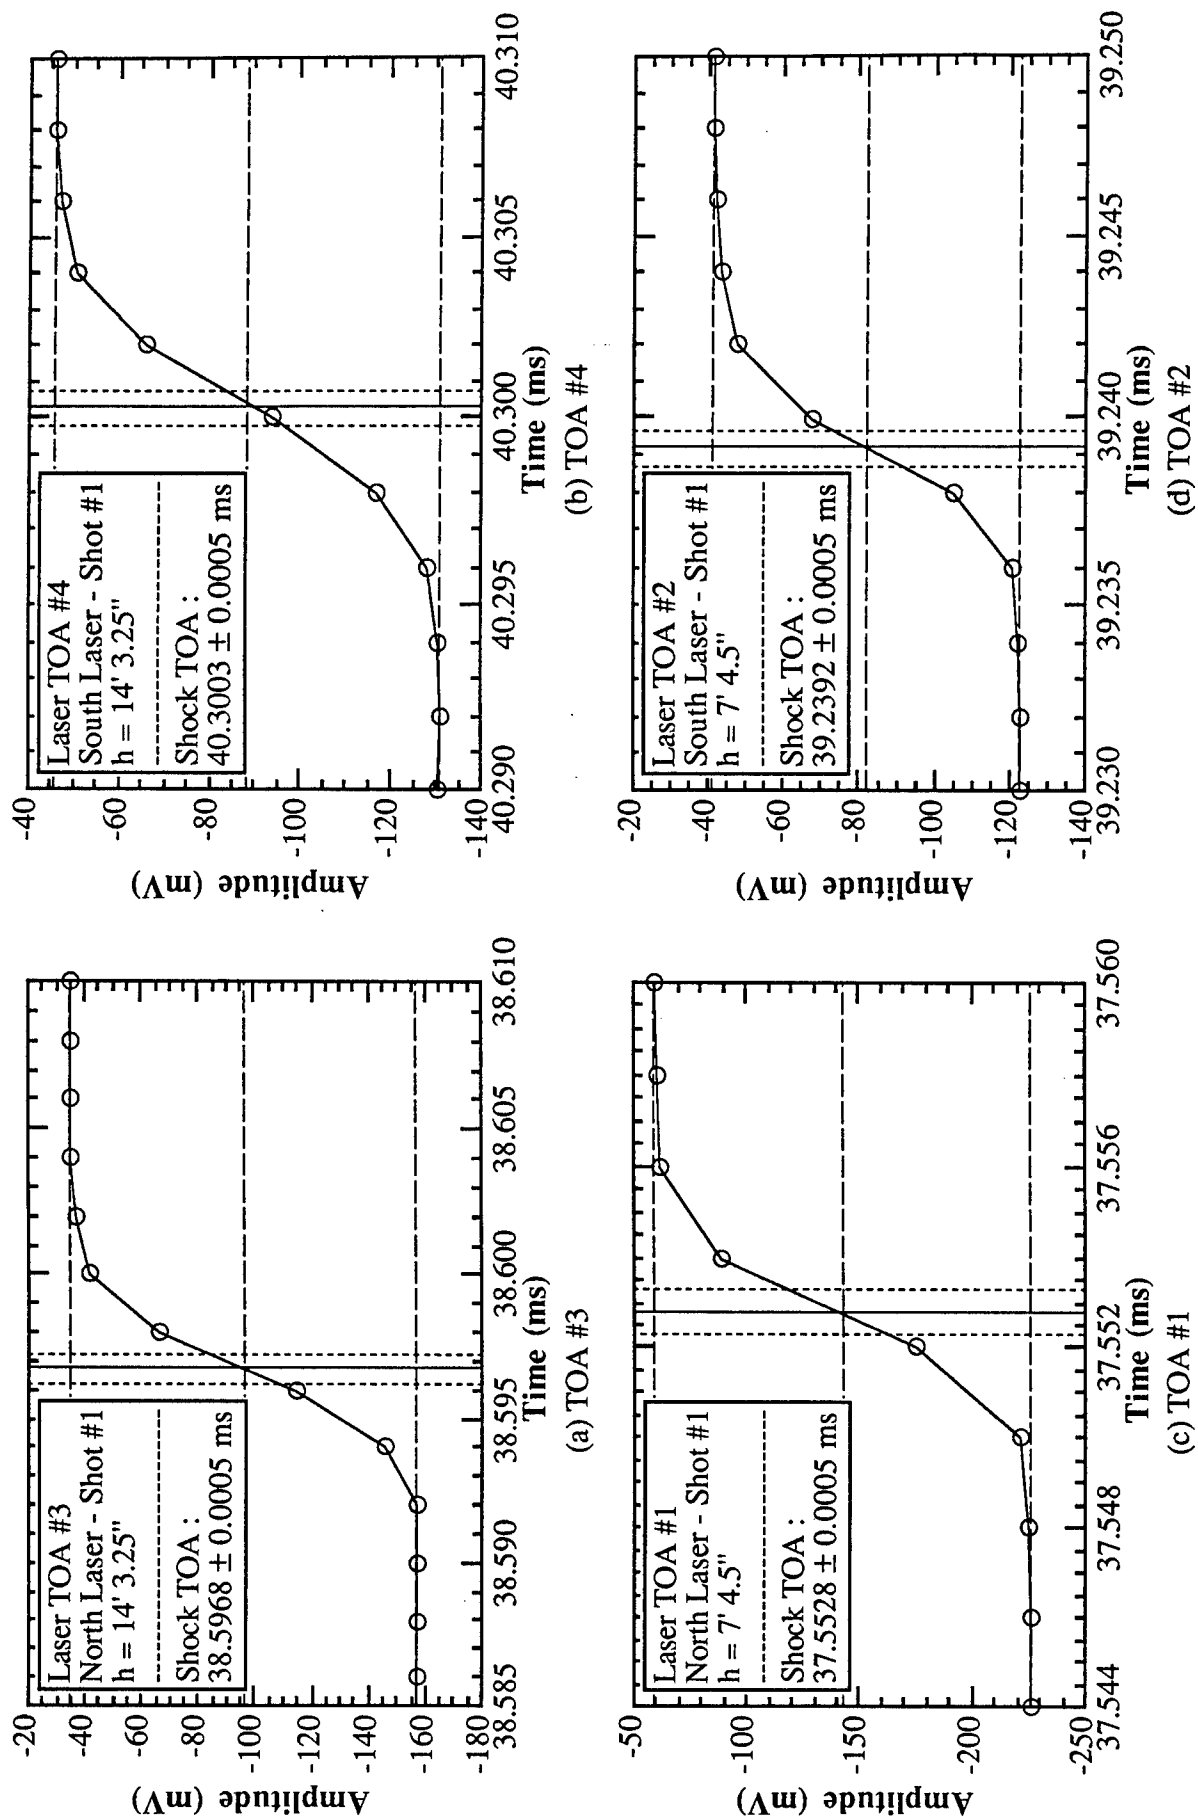 Amplitude (mV)
-20
-40
-60
-80
-100
-120
-140
-160
-180
Laser TOA #3
North Laser - Shot #1
h = 14' 3.25"
Shock TOA :
38.5968 ± 0.0005 ms
38.585 38.590 38.595 38.600 38.605 38.610
Time (ms)
(a) TOA #3
Amplitude (mV)
-40
-60
-80
-100
-120
-140
Laser TOA #4
South Laser - Shot #1
h = 14' 3.25"
Shock TOA :
40.3003 ± 0.0005 ms
40.290 40.295 40.300 40.305 40.310
Time (ms)
(b) TOA #4
Amplitude (mV)
-50
-100
-150
-200
-250
Laser TOA #1
North Laser - Shot #1
h = 7' 4.5"
Shock TOA :
37.5528 ± 0.0005 ms
37.544 37.548 37.552 37.556 37.560
Time (ms)
(c) TOA #1
Amplitude (mV)
20
-40
-60
-80
-100
-120
-140
Laser TOA #2
South Laser - Shot #1
h = 7' 4.5"
Shock TOA :
39.2392 ± 0.0005 ms
39.230 39.235 39.240 39.245 39.250
Time (ms)
(d) TOA #2